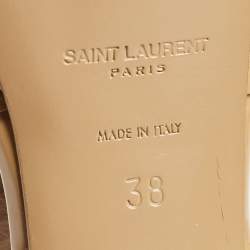 SAINT LAURENT
PARIS
MADE IN ITALY
38